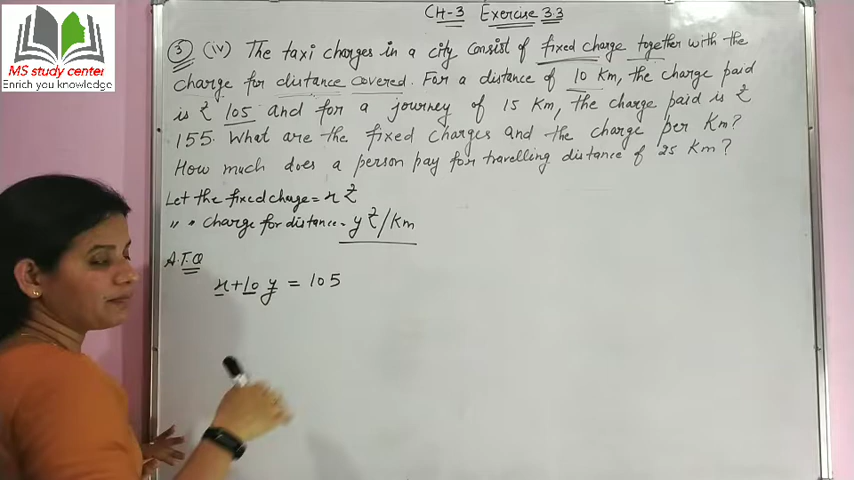 MS study center
Enrich you knowledge
CH-3 Exercise 3.3
③ (iv) The taxi charges in a city consist of fixed charge together with the
charge for distance covered. For a distance of 10 Km, the charge paid
is ₹ 105 and for a journey of 15 Km, the charge paid is ₹
155. What are the fixed charges and the charge per Km?
How much does a person pay for travelling distance of 25 Km?
Let the fixed charge = x ₹
" " charge for distance = y ₹/Km
A.T.Q
x + 10 y = 105